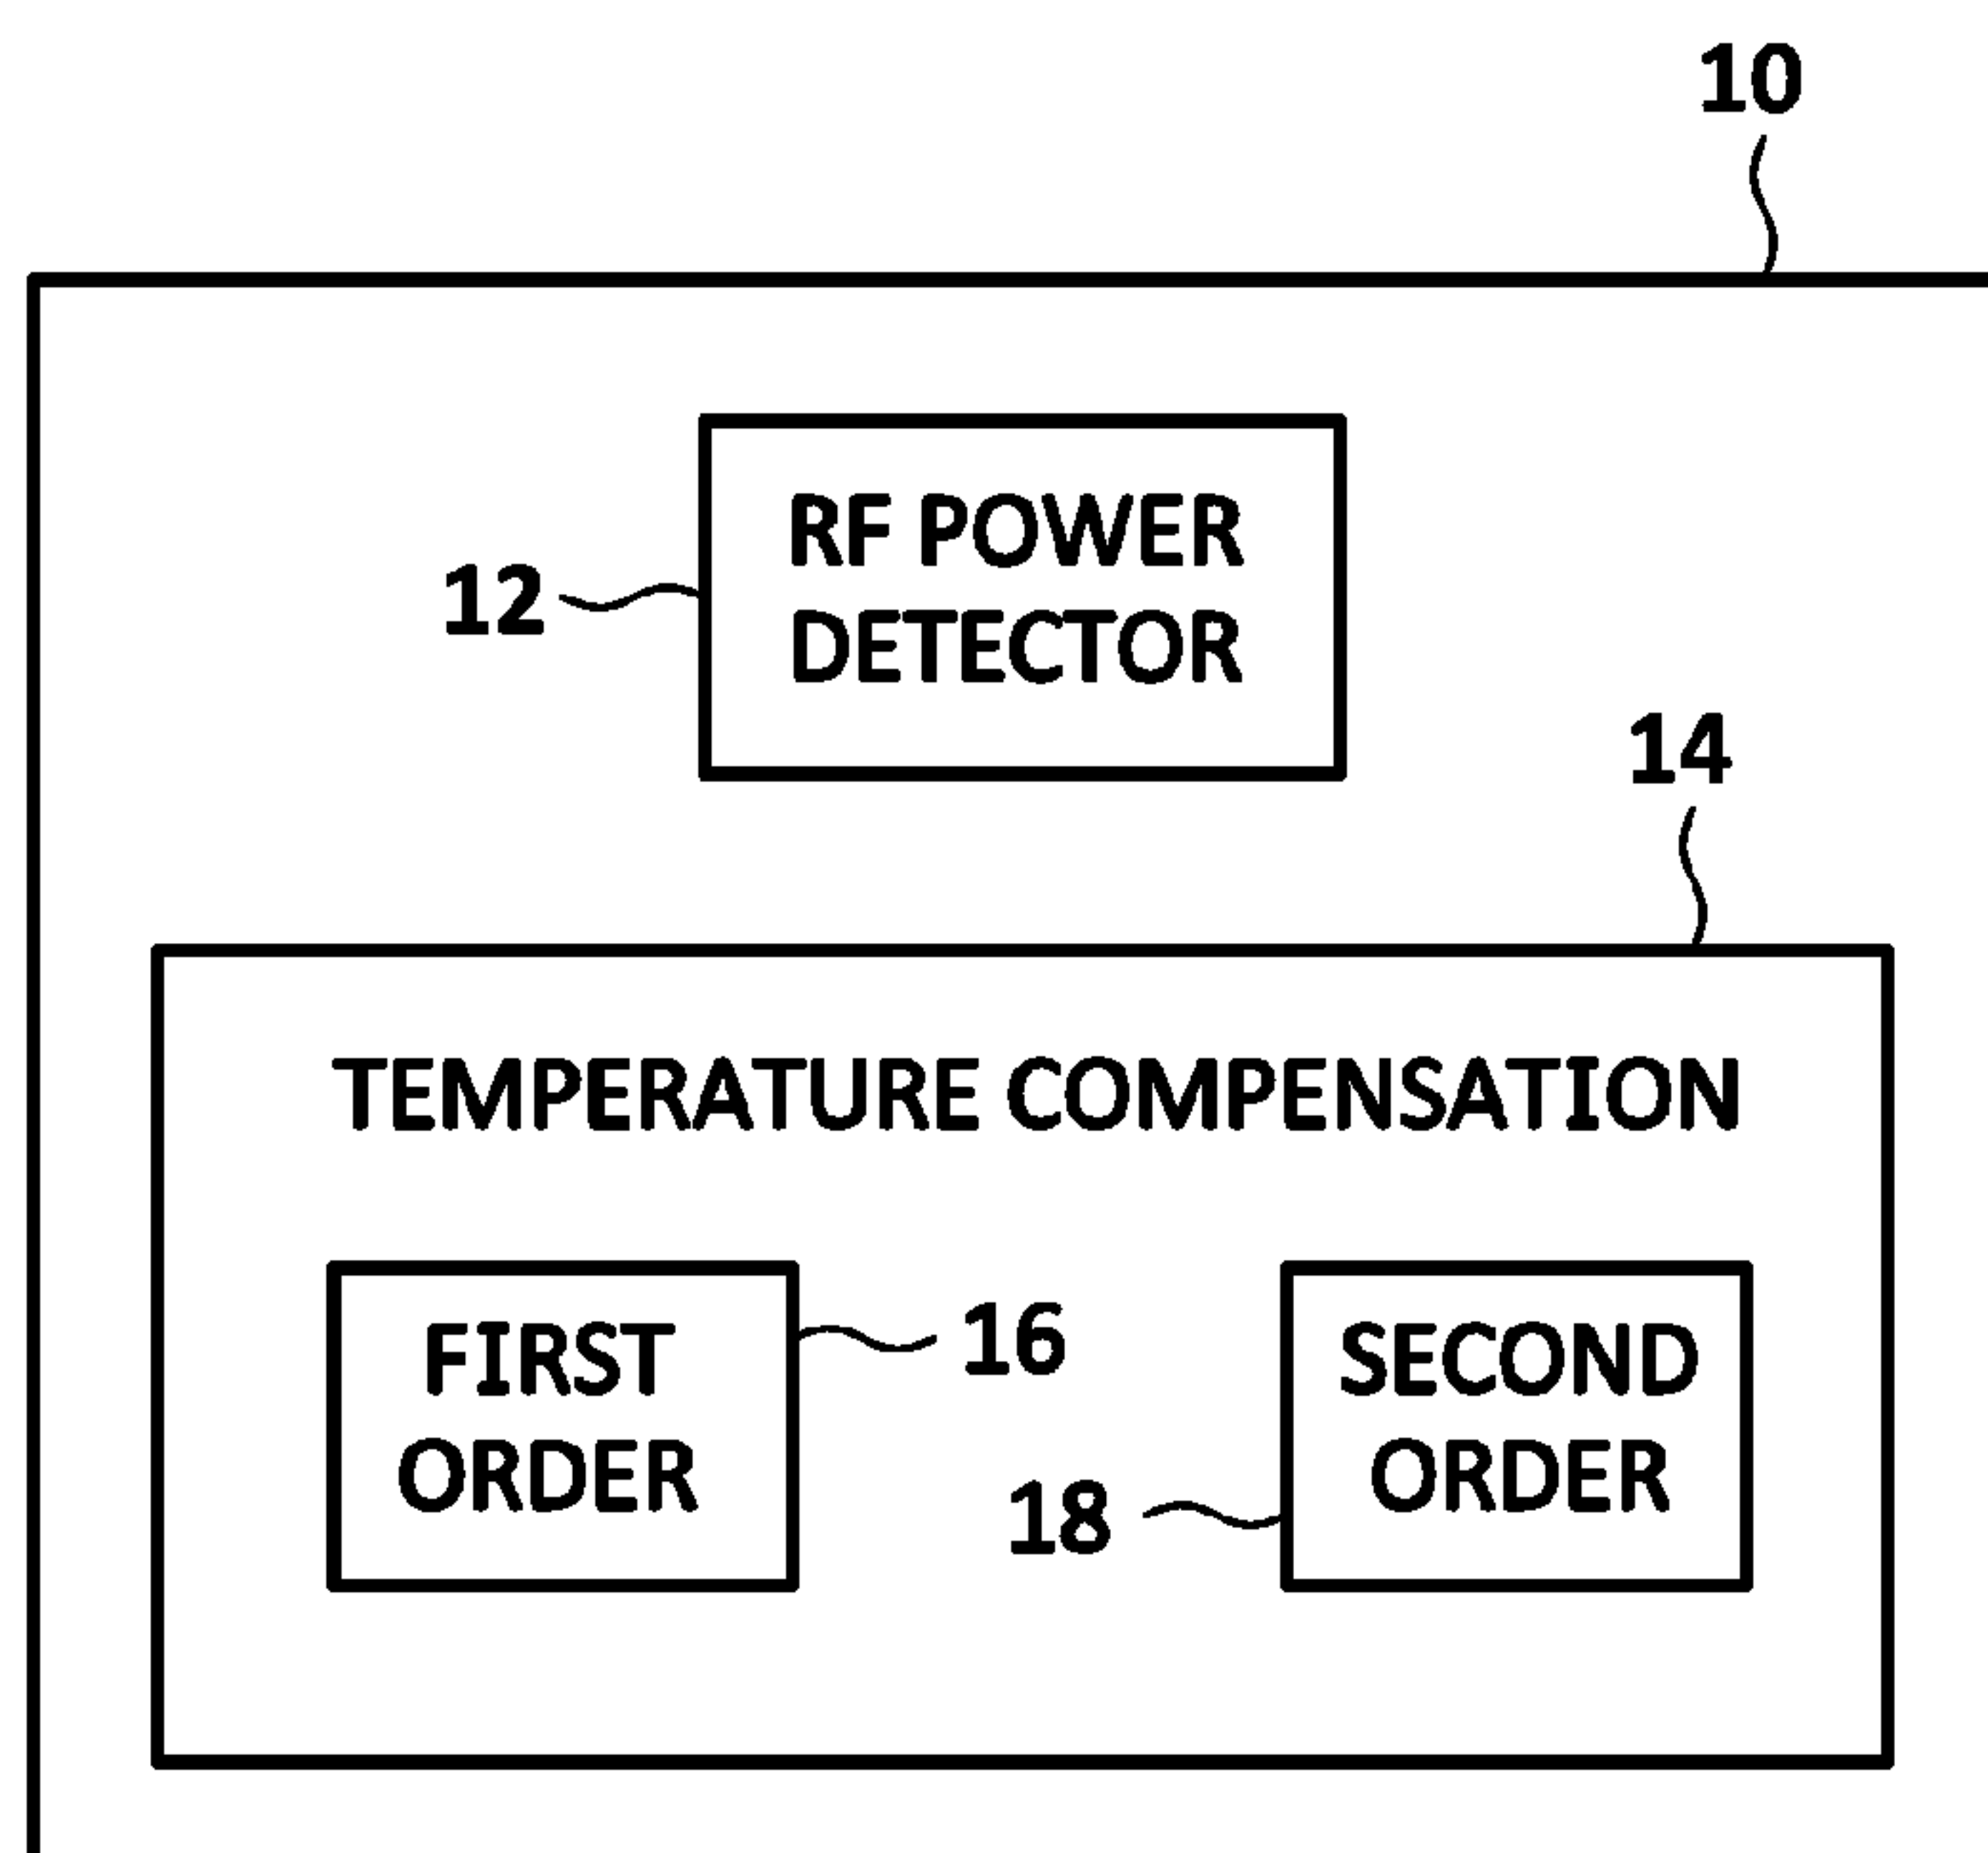 10
RF POWER
DETECTOR
12
14
TEMPERATURE COMPENSATION
FIRST
ORDER
16
SECOND
ORDER
18